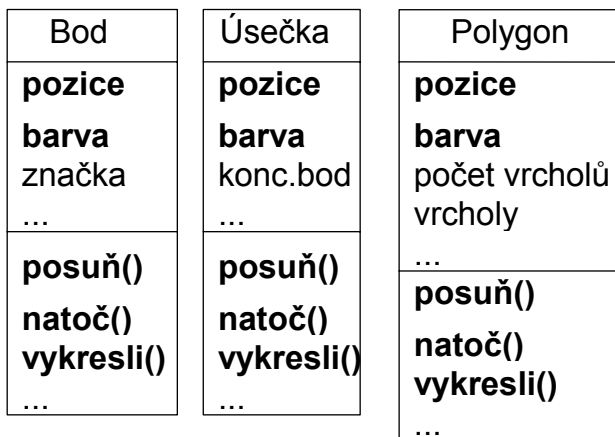 Bod
pozice
barva
značka
...
posuň()
natoč()
vykresli()
...
Úsečka
pozice
barva
konc.bod
...
posuň()
natoč()
vykresli()
...
Polygon
pozice
barva
počet vrcholů
vrcholy
...
posuň()
natoč()
vykresli()
...